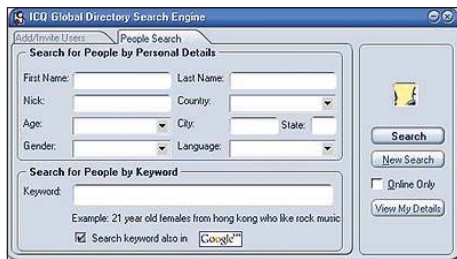 ICQ Global Directory Search Engine
Add/Invite Users People Search
Search for People by Personal Details
First Name: Last Name:
Nick: Country:
Age: City: State:
Gender: Language:
Search for People by Keyword
Keyword:
Example: 21 year old females from hong kong who like rock music
Search keyword also in Google™
Search
New Search
Online Only
View My Details